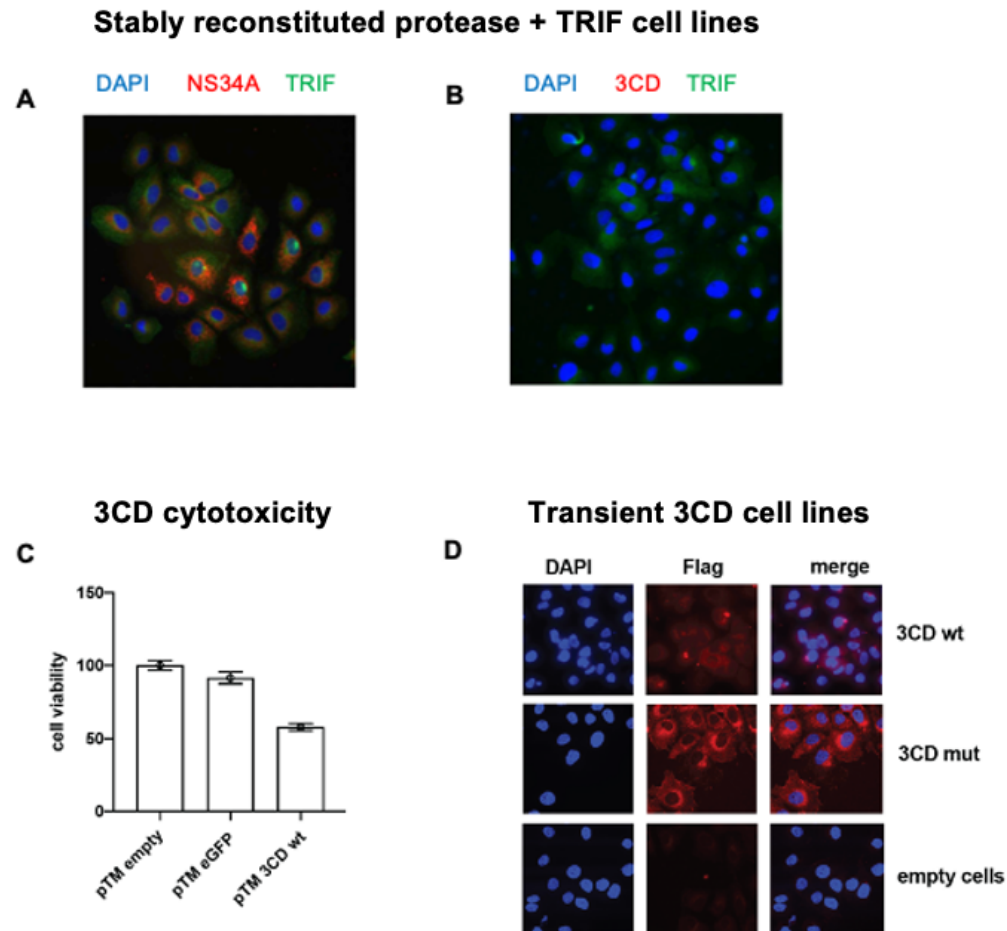 Stably reconstituted protease + TRIF cell lines
A
DAPI NS34A TRIF
B
DAPI 3CD TRIF
3CD cytotoxicity
C
150
100
50
0
cell viability
pTM empty
pTM eGFP
pTM 3CD wt
Transient 3CD cell lines
D
DAPI Flag merge
3CD wt
3CD mut
empty cells